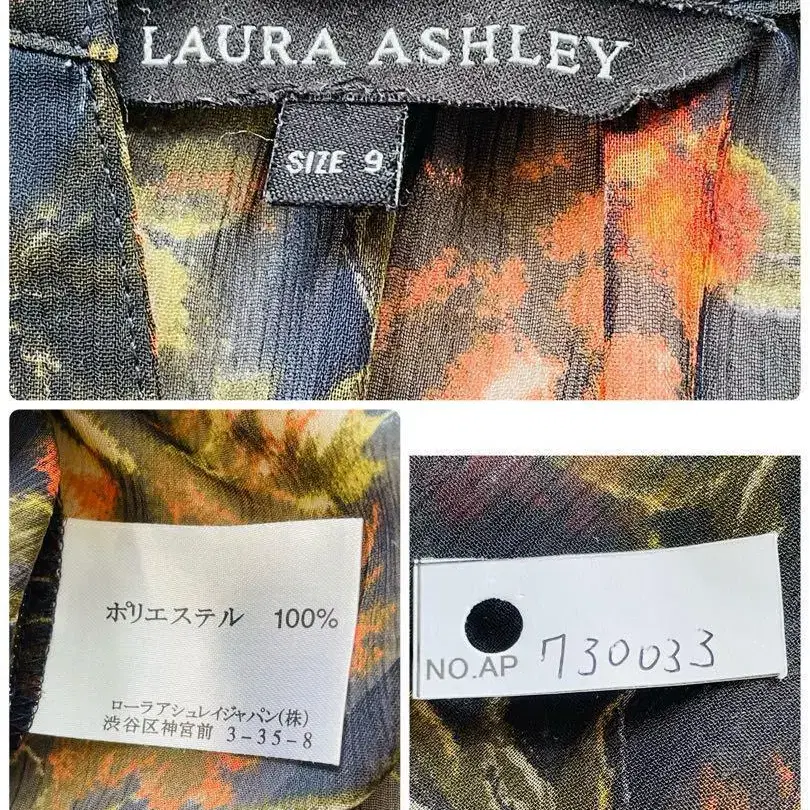 LAURA ASHLEY
SIZE 9
ポリエステル 100%
ローラアシュレイジャパン(株)
渋谷区神宮前 3-35-8
NO.AP 730033